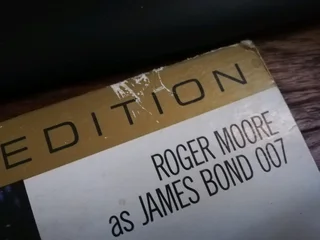 EDITION
ROGER MOORE
as JAMES BOND 007